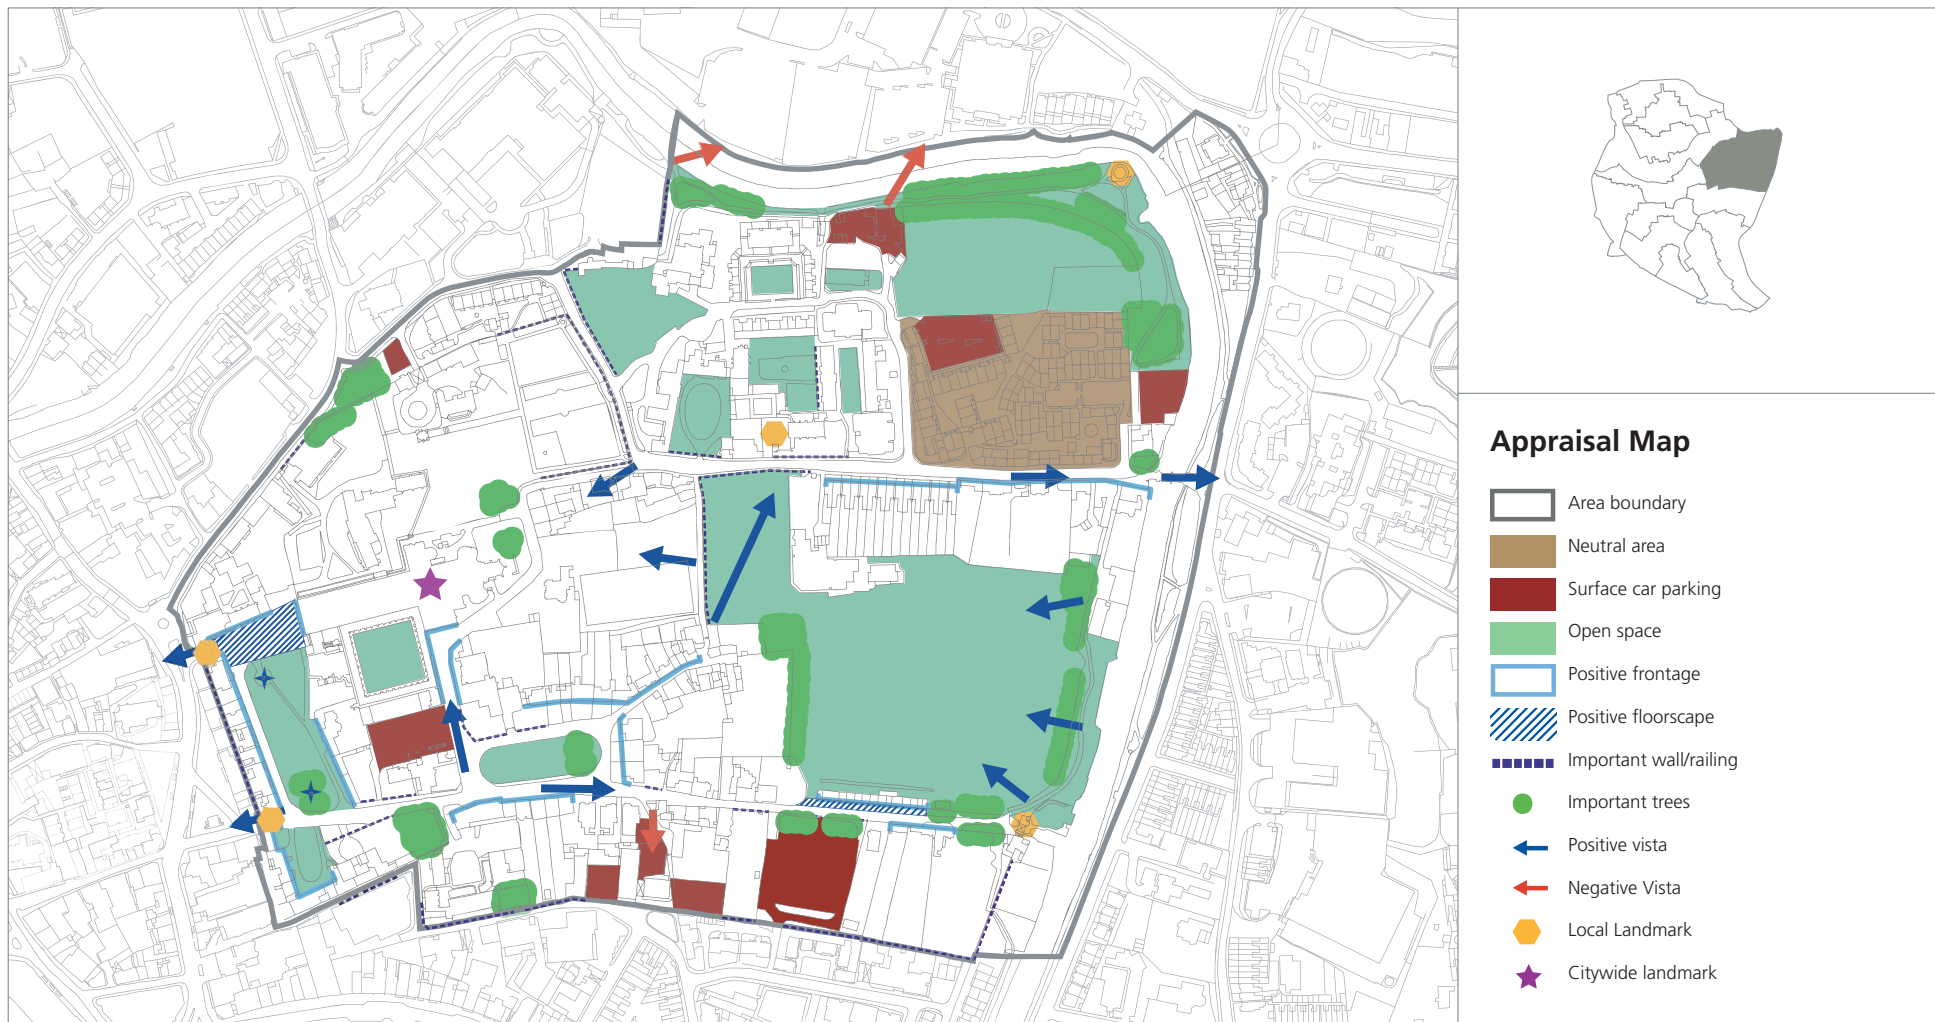 Appraisal Map
Area boundary
Neutral area
Surface car parking
Open space
Positive frontage
Positive floorscape
Important wall/railing
Important trees
Positive vista
Negative Vista
Local Landmark
Citywide landmark